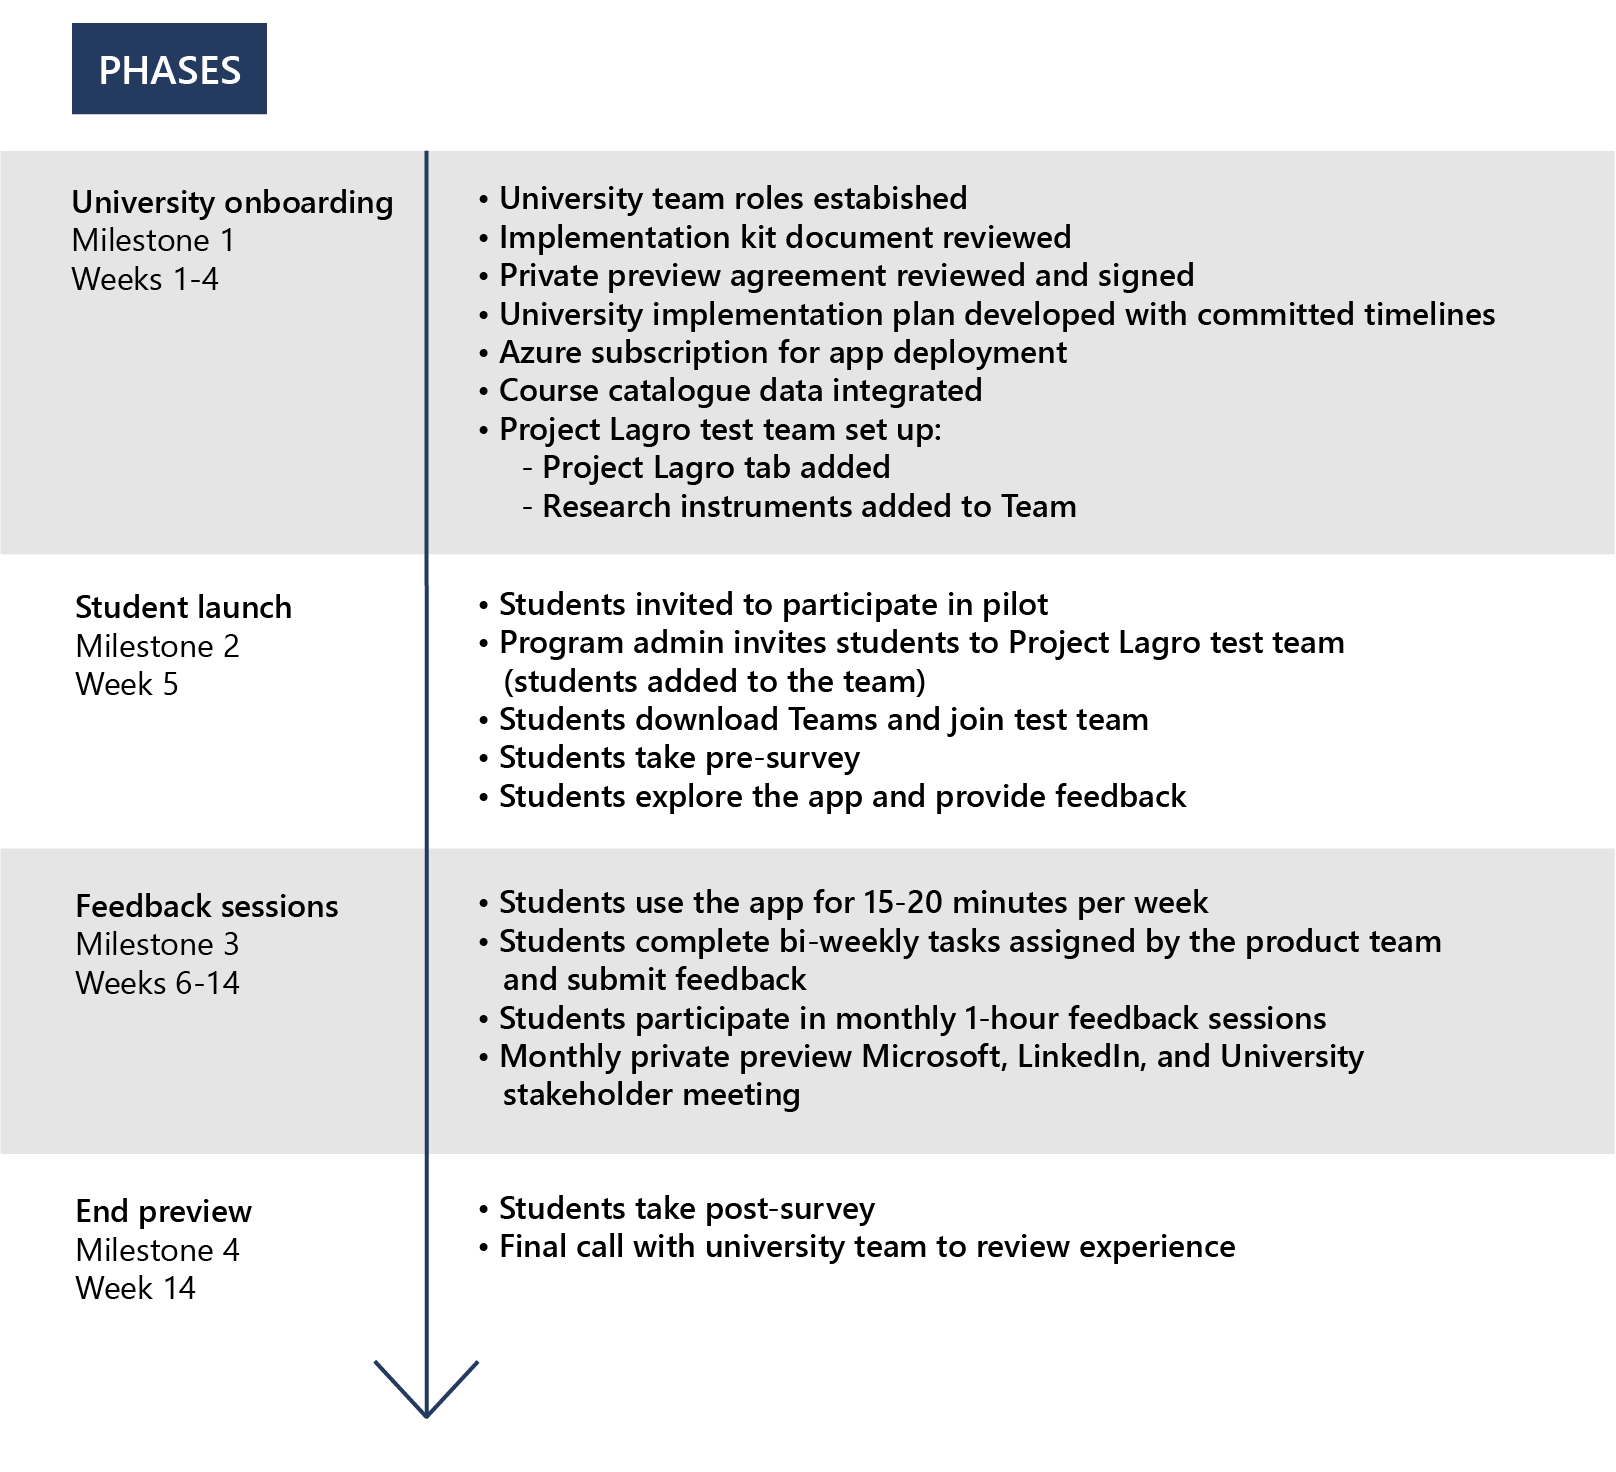 PHASES
University onboarding
Milestone 1
Weeks 1-4
• University team roles estabished
• Implementation kit document reviewed
• Private preview agreement reviewed and signed
• University implementation plan developed with committed timelines
• Azure subscription for app deployment
• Course catalogue data integrated
• Project Lagro test team set up:
- Project Lagro tab added
- Research instruments added to Team
Student launch
Milestone 2
Week 5
• Students invited to participate in pilot
• Program admin invites students to Project Lagro test team
(students added to the team)
• Students download Teams and join test team
• Students take pre-survey
• Students explore the app and provide feedback
Feedback sessions
Milestone 3
Weeks 6-14
• Students use the app for 15-20 minutes per week
• Students complete bi-weekly tasks assigned by the product team
and submit feedback
• Students participate in monthly 1-hour feedback sessions
• Monthly private preview Microsoft, LinkedIn, and University
stakeholder meeting
End preview
Milestone 4
Week 14
• Students take post-survey
• Final call with university team to review experience